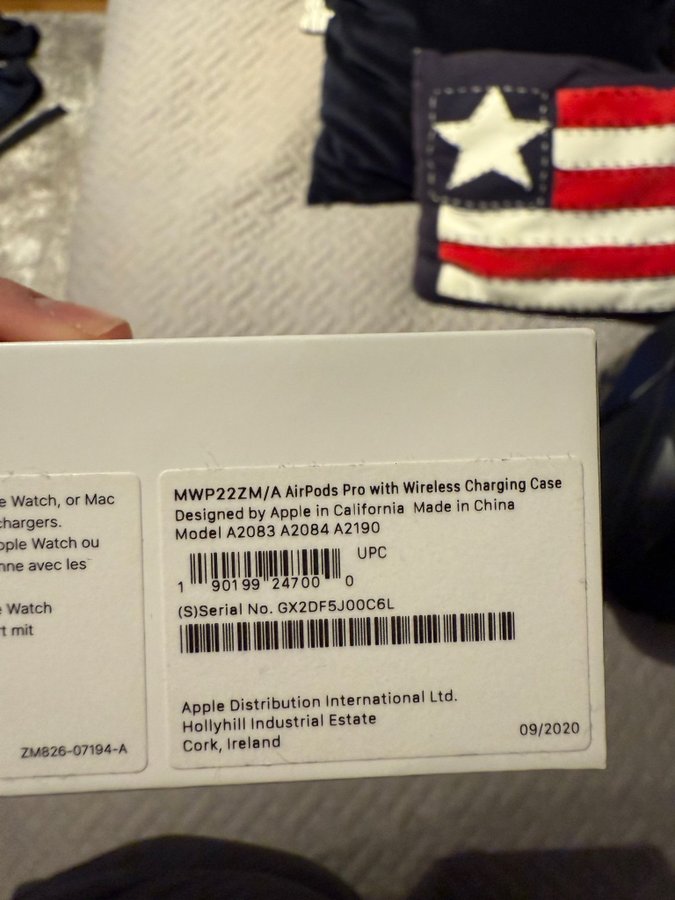 e Watch, or Mac
chargers.
pple Watch ou
nne avec les
e Watch
rt mit
ZM826-07194-A
MWP22ZM/A AirPods Pro with Wireless Charging Case
Designed by Apple in California Made in China
Model A2083 A2084 A2190
UPC
1 90199 24700 0
(S)Serial No. GX2DF5J00C6L
Apple Distribution International Ltd.
Hollyhill Industrial Estate
Cork, Ireland
09/2020